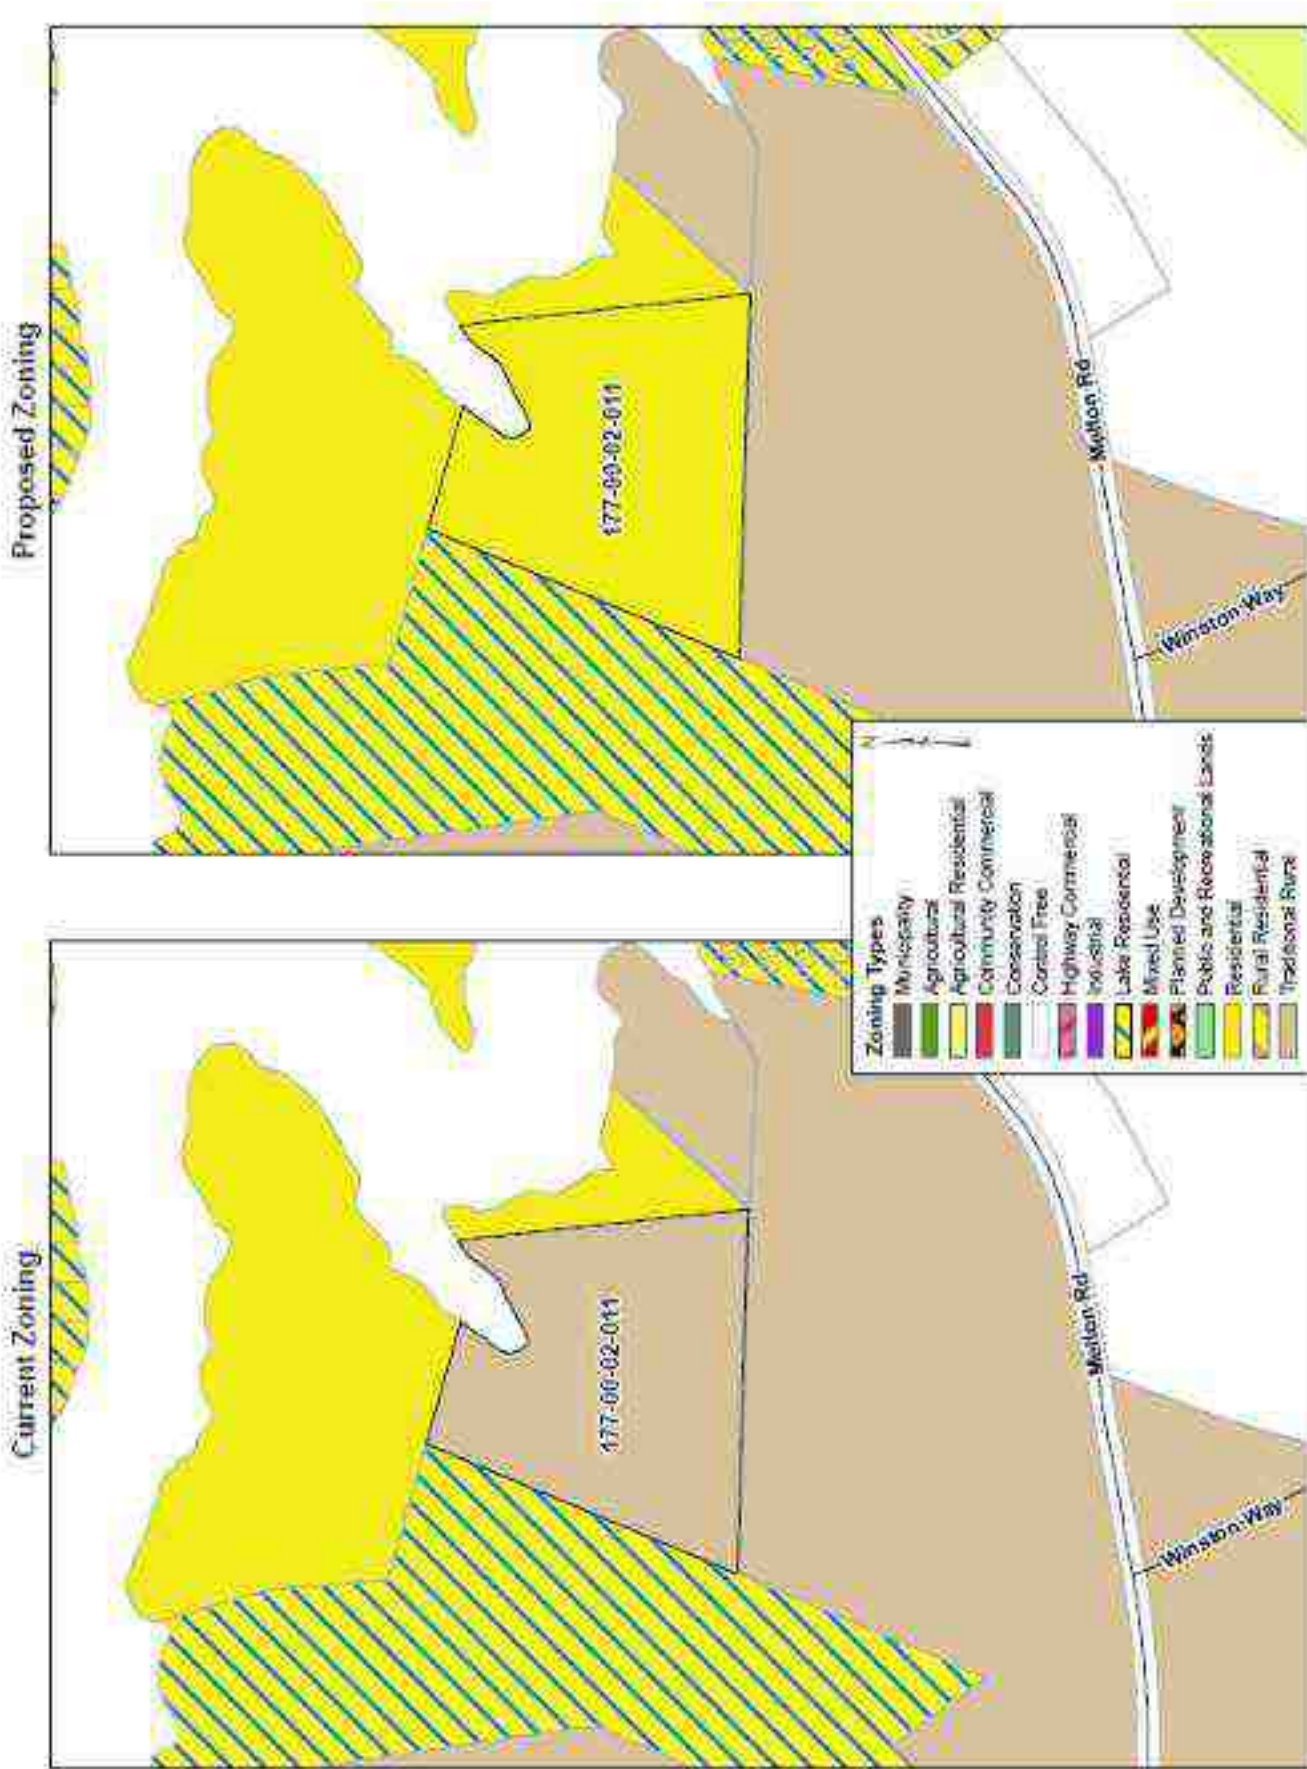 Current Zoning
177-00-02-011
Melton Rd
Winston Way
Proposed Zoning
177-00-02-011
Melton Rd
Winston Way
N
Zoning Types
Municipality
Agricultural
Agricultural Residential
Community Commercial
Conservation
Control Free
Highway Commercial
Industrial
Lake Residential
Mixed Use
Planned Development
Public and Recreational Lands
Residential
Rural Residential
Traditional Rural